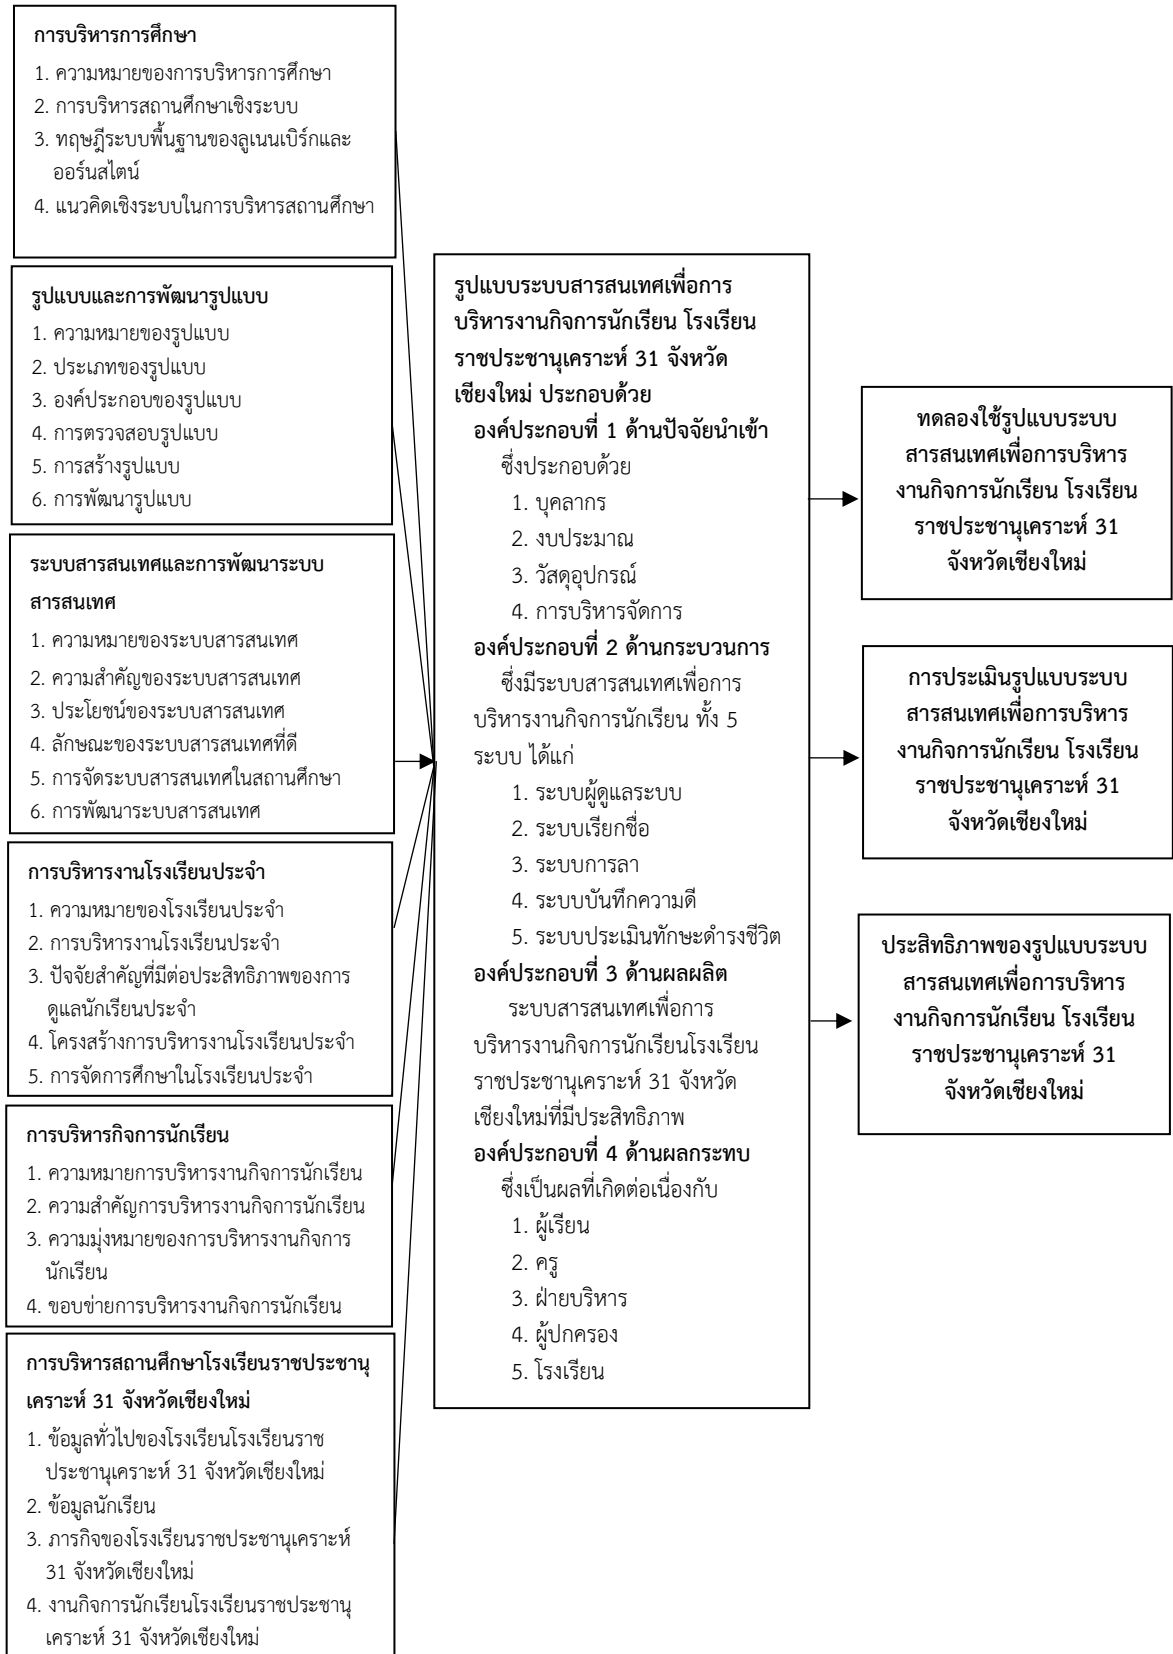 การบริหารการศึกษา
1. ความหมายของการบริหารการศึกษา
2. การบริหารสถานศึกษาเชิงระบบ
3. ทฤษฎีระบบพื้นฐานของลูเนนเบิร์กและ
ออร์นสไตน์
4. แนวคิดเชิงระบบในการบริหารสถานศึกษา
รูปแบบและการพัฒนารูปแบบ
1. ความหมายของรูปแบบ
2. ประเภทของรูปแบบ
3. องค์ประกอบของรูปแบบ
4. การตรวจสอบรูปแบบ
5. การสร้างรูปแบบ
6. การพัฒนารูปแบบ
ระบบสารสนเทศและการพัฒนาระบบ
สารสนเทศ
1. ความหมายของระบบสารสนเทศ
2. ความสำคัญของระบบสารสนเทศ
3. ประโยชน์ของระบบสารสนเทศ
4. ลักษณะของระบบสารสนเทศที่ดี
5. การจัดระบบสารสนเทศในสถานศึกษา
6. การพัฒนาระบบสารสนเทศ
การบริหารงานโรงเรียนประจำ
1. ความหมายของโรงเรียนประจำ
2. การบริหารงานโรงเรียนประจำ
3. ปัจจัยสำคัญที่มีต่อประสิทธิภาพของการ
ดูแลนักเรียนประจำ
4. โครงสร้างการบริหารงานโรงเรียนประจำ
5. การจัดการศึกษาในโรงเรียนประจำ
การบริหารกิจการนักเรียน
1. ความหมายการบริหารงานกิจการนักเรียน
2. ความสำคัญการบริหารงานกิจการนักเรียน
3. ความมุ่งหมายของการบริหารงานกิจการ
นักเรียน
4. ขอบข่ายการบริหารงานกิจการนักเรียน
การบริหารสถานศึกษาโรงเรียนราชประชานุ
เคราะห์ 31 จังหวัดเชียงใหม่
1. ข้อมูลทั่วไปของโรงเรียนโรงเรียนราช
ประชานุเคราะห์ 31 จังหวัดเชียงใหม่
2. ข้อมูลนักเรียน
3. ภารกิจของโรงเรียนราชประชานุเคราะห์
31 จังหวัดเชียงใหม่
4. งานกิจการนักเรียนโรงเรียนราชประชานุ
เคราะห์ 31 จังหวัดเชียงใหม่
รูปแบบระบบสารสนเทศเพื่อการ
บริหารงานกิจการนักเรียน โรงเรียน
ราชประชานุเคราะห์ 31 จังหวัด
เชียงใหม่ ประกอบด้วย
องค์ประกอบที่ 1 ด้านปัจจัยนำเข้า
ซึ่งประกอบด้วย
1. บุคลากร
2. งบประมาณ
3. วัสดุอุปกรณ์
4. การบริหารจัดการ
องค์ประกอบที่ 2 ด้านกระบวนการ
ซึ่งมีระบบสารสนเทศเพื่อการ
บริหารงานกิจการนักเรียน ทั้ง 5
ระบบ ได้แก่
1. ระบบผู้ดูแลระบบ
2. ระบบเรียกชื่อ
3. ระบบการลา
4. ระบบบันทึกความดี
5. ระบบประเมินทักษะดำรงชีวิต
องค์ประกอบที่ 3 ด้านผลผลิต
ระบบสารสนเทศเพื่อการ
บริหารงานกิจการนักเรียนโรงเรียน
ราชประชานุเคราะห์ 31 จังหวัด
เชียงใหม่ที่มีประสิทธิภาพ
องค์ประกอบที่ 4 ด้านผลกระทบ
ซึ่งเป็นผลที่เกิดต่อเนื่องกับ
1. ผู้เรียน
2. ครู
3. ฝ่ายบริหาร
4. ผู้ปกครอง
5. โรงเรียน
ทดลองใช้รูปแบบระบบ
สารสนเทศเพื่อการบริหาร
งานกิจการนักเรียน โรงเรียน
ราชประชานุเคราะห์ 31
จังหวัดเชียงใหม่
การประเมินรูปแบบระบบ
สารสนเทศเพื่อการบริหาร
งานกิจการนักเรียน โรงเรียน
ราชประชานุเคราะห์ 31
จังหวัดเชียงใหม่
ประสิทธิภาพของรูปแบบระบบ
สารสนเทศเพื่อการบริหาร
งานกิจการนักเรียน โรงเรียน
ราชประชานุเคราะห์ 31
จังหวัดเชียงใหม่